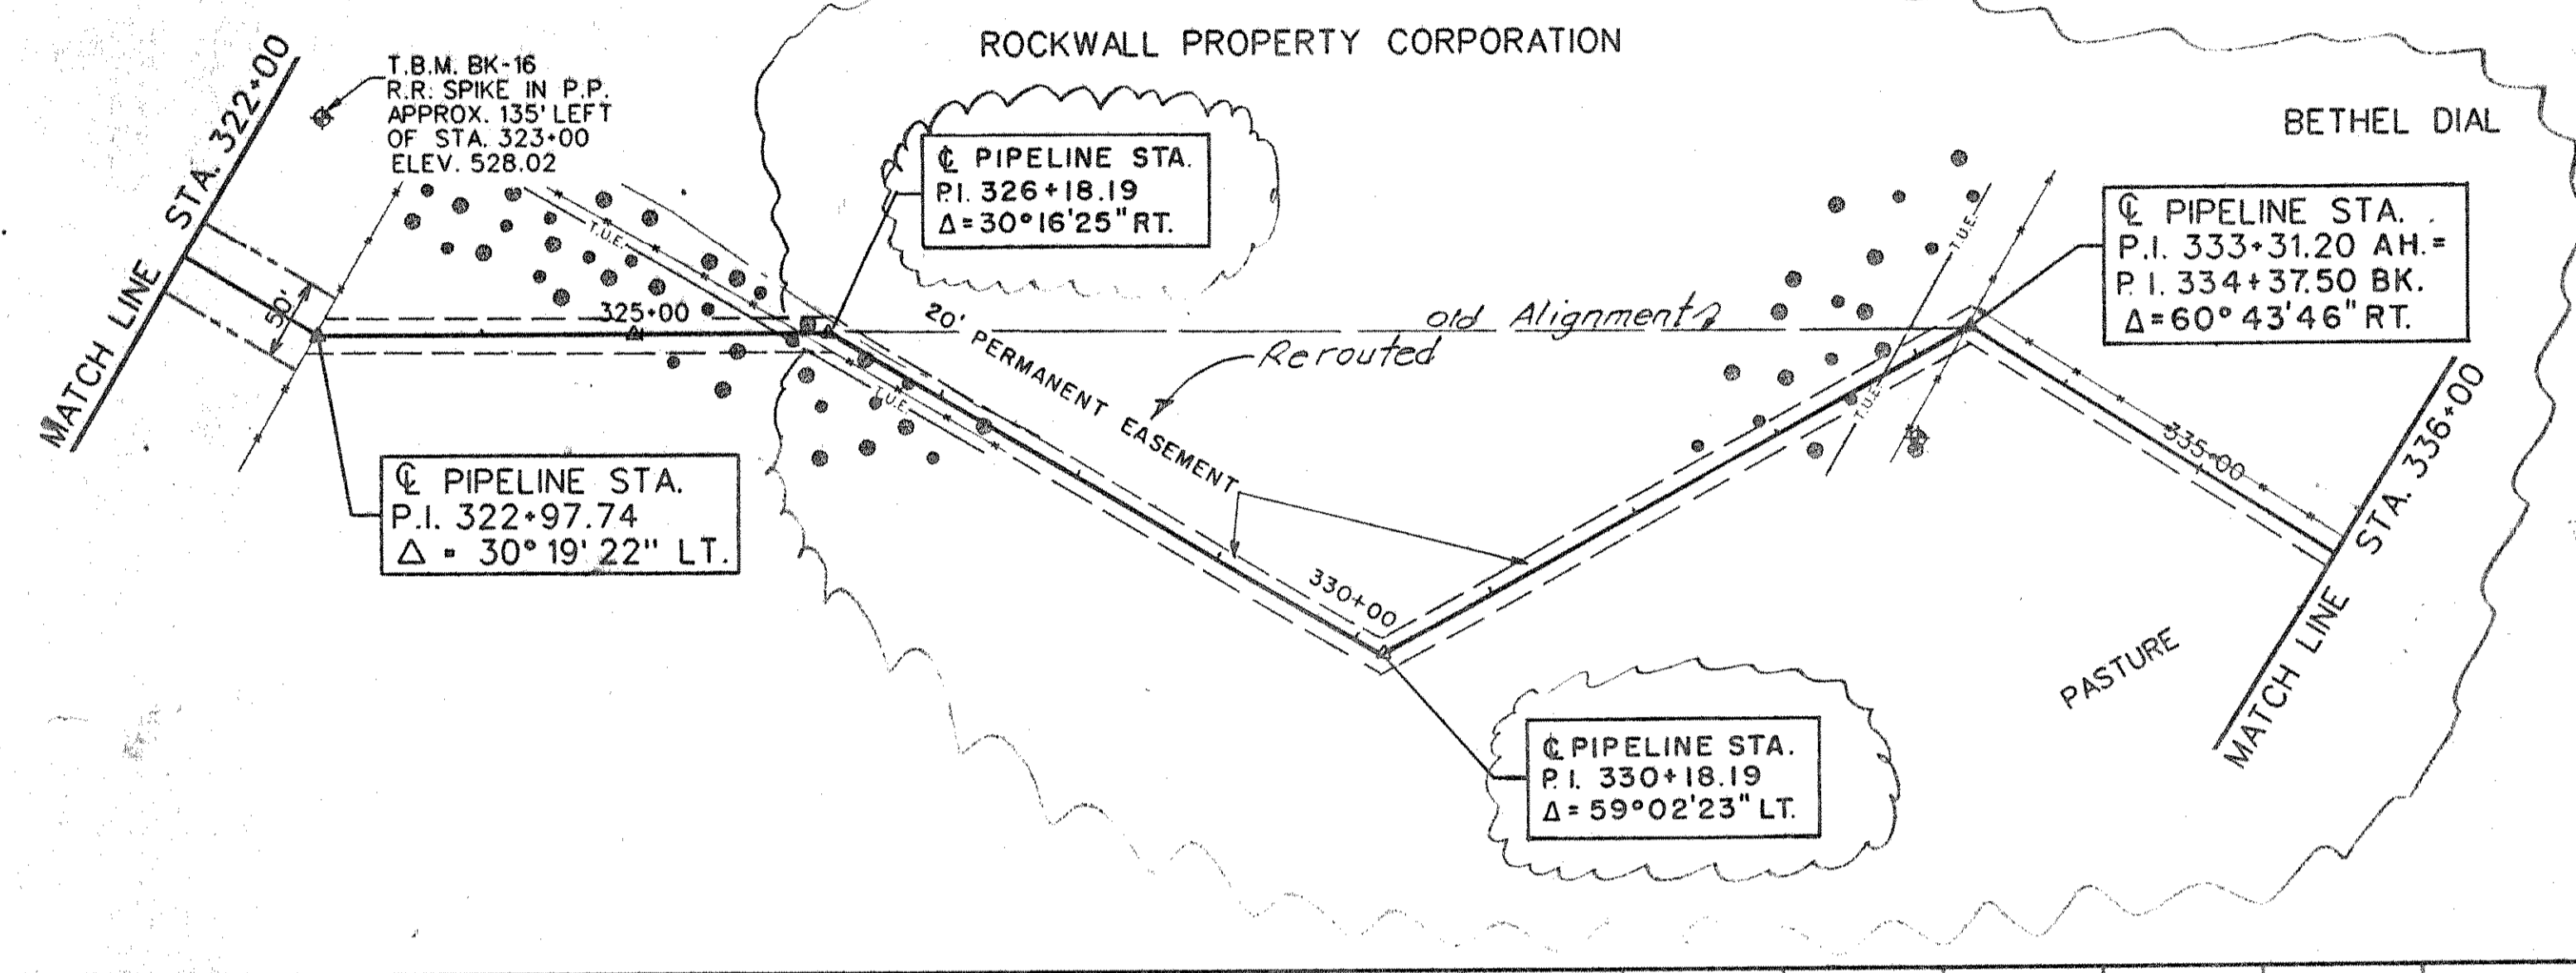 ROCKWALL PROPERTY CORPORATION
BETHEL DIAL
MATCH LINE STA. 322+00
T.B.M. BK-16
R.R. SPIKE IN P.P.
APPROX. 135' LEFT
OF STA. 323+00
ELEV. 528.02
℄ PIPELINE STA.
P.I. 326+18.19
Δ=30°16'25" RT.
℄ PIPELINE STA.
P.I. 333+31.20 AH.=
P.I. 334+37.50 BK.
Δ=60°43'46" RT.
T.U.E.
T.U.E.
50'
325+00
old Alignment
Rerouted
20' PERMANENT EASEMENT
T.U.E.
T.U.E.
℄ PIPELINE STA.
P.I. 322+97.74
Δ = 30°19'22" LT.
330+00
335+00
MATCH LINE STA. 336+00
PASTURE
℄ PIPELINE STA.
P.I. 330+18.19
Δ=59°02'23" LT.